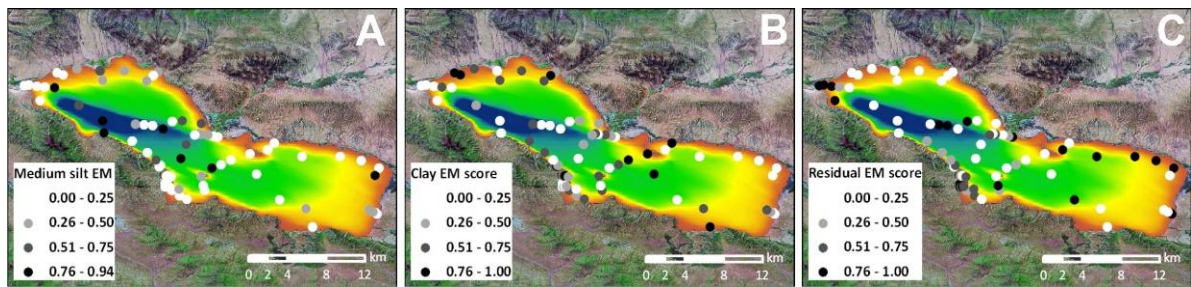 A
Medium silt EM
0.00 - 0.25
0.26 - 0.50
0.51 - 0.75
0.76 - 0.94
km
0 2 4 8 12
B
Clay EM score
0.00 - 0.25
0.26 - 0.50
0.51 - 0.75
0.76 - 1.00
km
0 2 4 8 12
C
Residual EM score
0.00 - 0.25
0.26 - 0.50
0.51 - 0.75
0.76 - 1.00
km
0 2 4 8 12